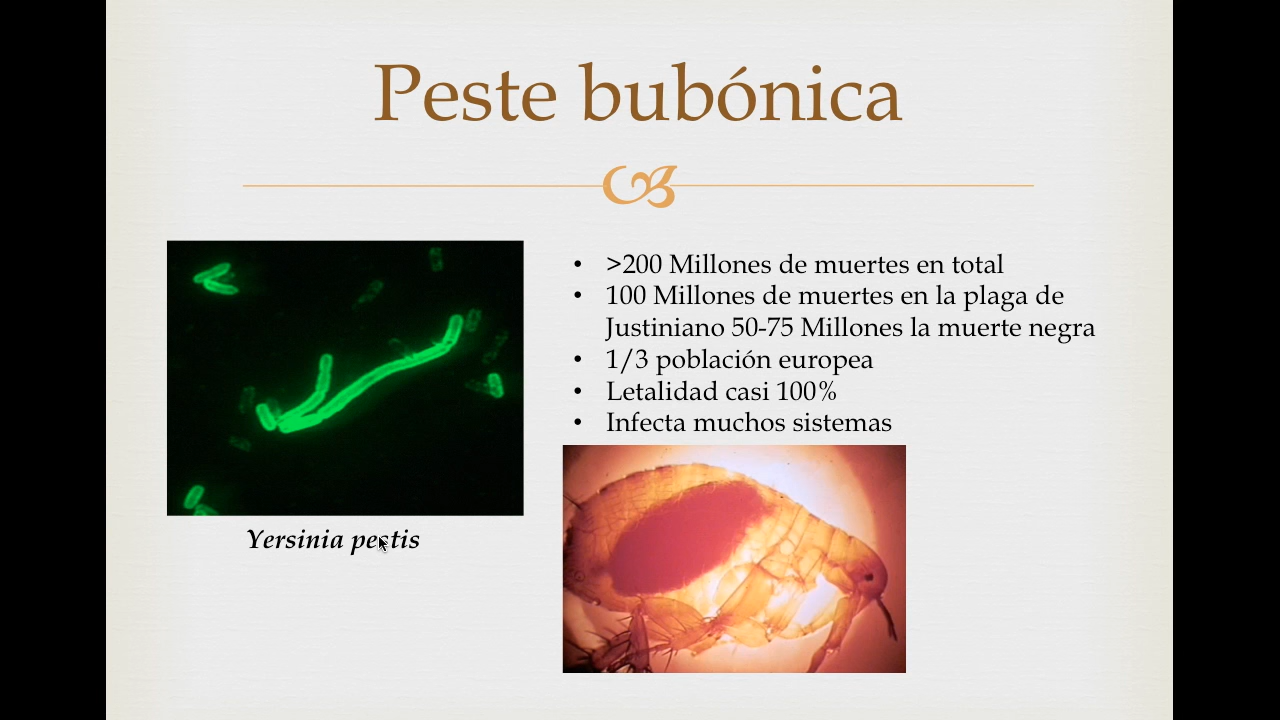 Peste bubónica
• >200 Millones de muertes en total
• 100 Millones de muertes en la plaga de
Justiniano 50-75 Millones la muerte negra
• 1/3 población europea
• Letalidad casi 100%
• Infecta muchos sistemas
Yersinia pestis